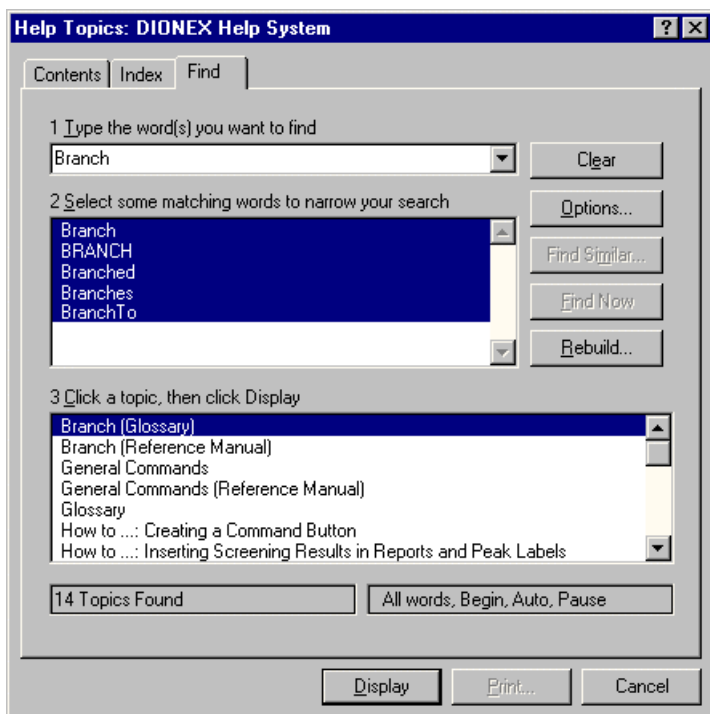 Help Topics: DIONEX Help System
Contents Index Find
1 Type the word(s) you want to find
Branch
Clear
2 Select some matching words to narrow your search
Options...
Branch
BRANCH
Branched
Branches
BranchTo
Find Similar...
Find Now
Rebuild...
3 Click a topic, then click Display
Branch (Glossary)
Branch (Reference Manual)
General Commands
General Commands (Reference Manual)
Glossary
How to ...: Creating a Command Button
How to ...: Inserting Screening Results in Reports and Peak Labels
14 Topics Found
All words, Begin, Auto, Pause
Display Print... Cancel